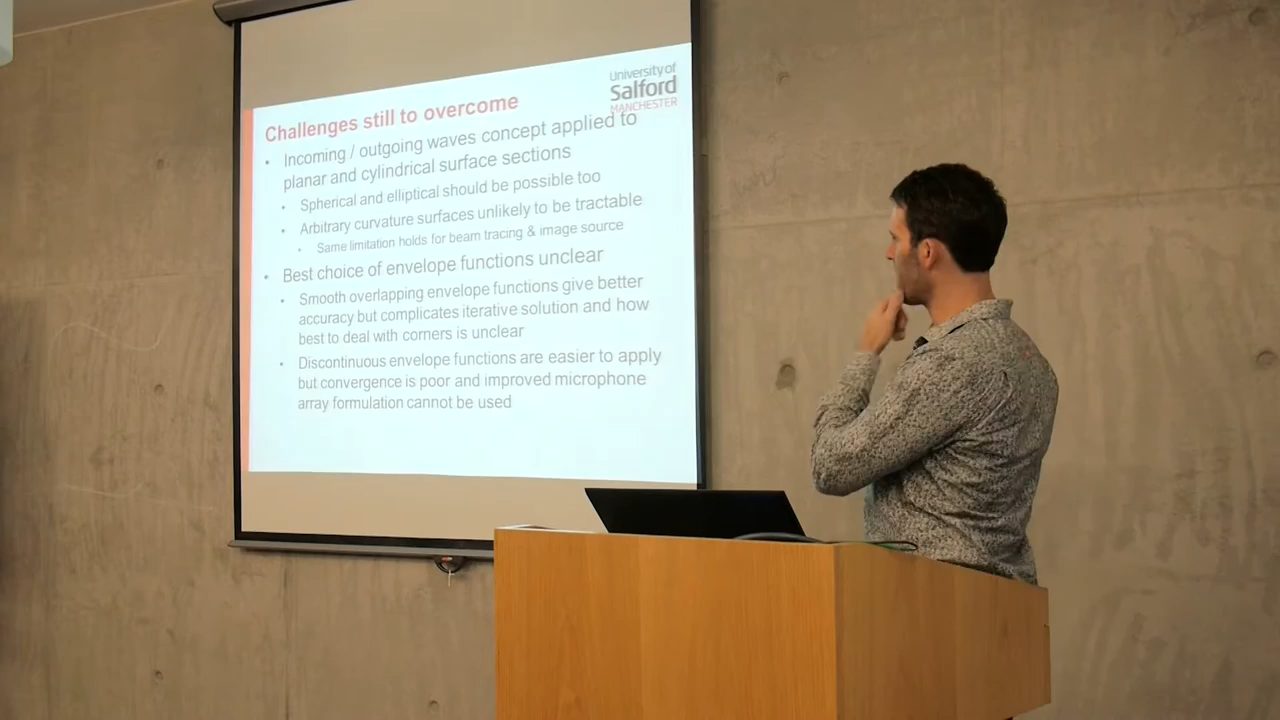 University of
Salford
MANCHESTER
Challenges still to overcome
• Incoming / outgoing waves concept applied to
planar and cylindrical surface sections
• Spherical and elliptical should be possible too
• Arbitrary curvature surfaces unlikely to be tractable
• Same limitation holds for beam tracing & image source
• Best choice of envelope functions unclear
• Smooth overlapping envelope functions give better
accuracy but complicates iterative solution and how
best to deal with corners is unclear
• Discontinuous envelope functions are easier to apply
but convergence is poor and improved microphone
array formulation cannot be used